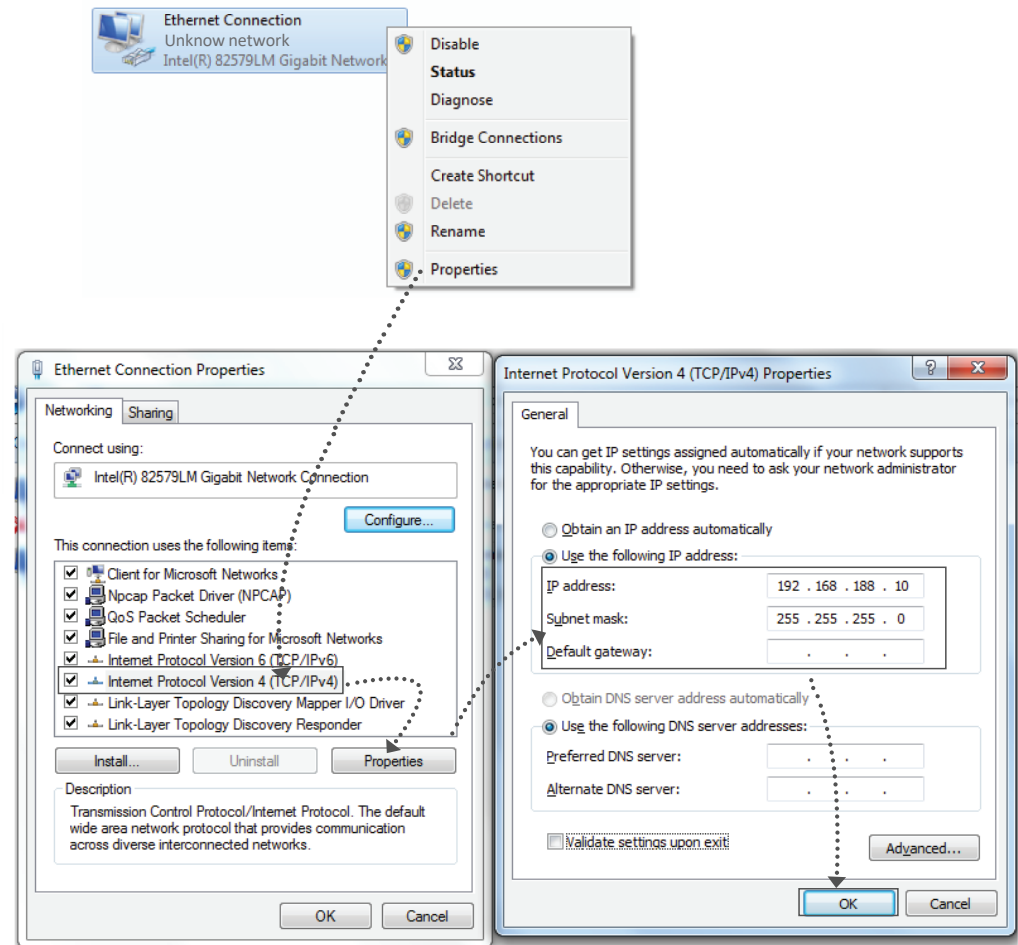 Ethernet Connection
Unknow network
Intel(R) 82579LM Gigabit Network
Disable
Status
Diagnose
Bridge Connections
Create Shortcut
Delete
Rename
Properties
Ethernet Connection Properties
Networking
Sharing
Connect using:
Intel(R) 82579LM Gigabit Network Connection
Configure...
This connection uses the following items:
Client for Microsoft Networks
Npcap Packet Driver (NPCAP)
QoS Packet Scheduler
File and Printer Sharing for Microsoft Networks
Internet Protocol Version 6 (TCP/IPv6)
Internet Protocol Version 4 (TCP/IPv4)
Link-Layer Topology Discovery Mapper I/O Driver
Link-Layer Topology Discovery Responder
Install...
Uninstall
Properties
Description
Transmission Control Protocol/Internet Protocol. The default
wide area network protocol that provides communication
across diverse interconnected networks.
OK
Cancel
Internet Protocol Version 4 (TCP/IPv4) Properties
General
You can get IP settings assigned automatically if your network supports
this capability. Otherwise, you need to ask your network administrator
for the appropriate IP settings.
Obtain an IP address automatically
Use the following IP address:
IP address: 192 . 168 . 188 . 10
Subnet mask: 255 . 255 . 255 . 0
Default gateway: . . .
Obtain DNS server address automatically
Use the following DNS server addresses:
Preferred DNS server: . . .
Alternate DNS server: . . .
Validate settings upon exit
Advanced...
OK
Cancel